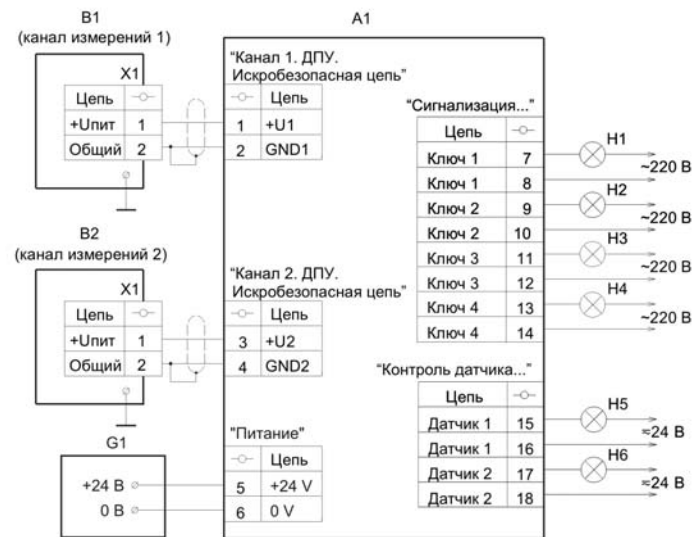 B1
(канал измерений 1)
X1
Цепь
+Uпит 1
Общий 2
A1
"Канал 1. ДПУ.
Искробезопасная цепь"
Цепь
1 +U1
2 GND1
B2
(канал измерений 2)
X1
Цепь
+Uпит 1
Общий 2
"Канал 2. ДПУ.
Искробезопасная цепь"
Цепь
3 +U2
4 GND2
G1
+24 В
0 В
"Питание"
Цепь
5 +24 V
6 0 V
"Сигнализация..."
Цепь
Ключ 1 7
Ключ 1 8
Ключ 2 9
Ключ 2 10
Ключ 3 11
Ключ 3 12
Ключ 4 13
Ключ 4 14
H1
~220 В
H2
~220 В
H3
~220 В
H4
~220 В
"Контроль датчика..."
Цепь
Датчик 1 15
Датчик 1 16
Датчик 2 17
Датчик 2 18
H5
≂24 В
H6
≂24 В